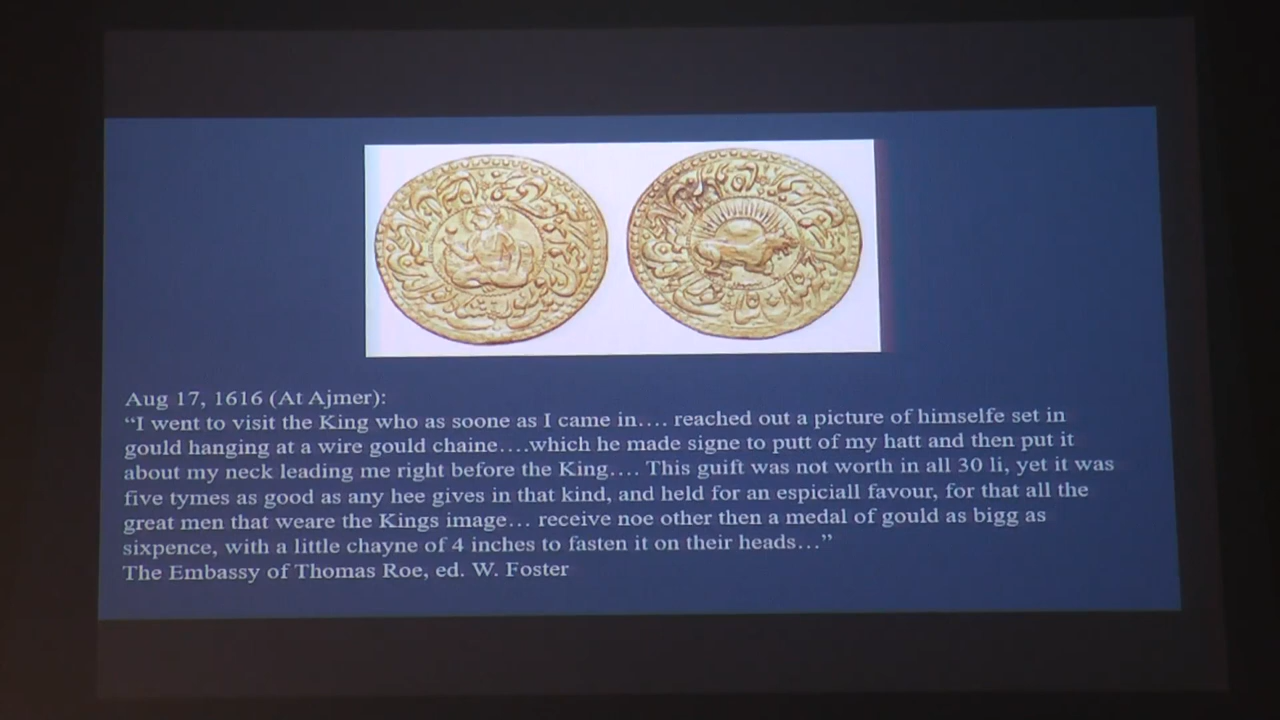 Aug 17, 1616 (At Ajmer):
“I went to visit the King who as soone as I came in…. reached out a picture of himselfe set in
gould hanging at a wire gould chaine….which he made signe to putt of my hatt and then put it
about my neck leading me right before the King…. This guift was not worth in all 30 li, yet it was
five tymes as good as any hee gives in that kind, and held for an espiciall favour, for that all the
great men that weare the Kings image… receive noe other then a medal of gould as bigg as
sixpence, with a little chayne of 4 inches to fasten it on their heads…”
The Embassy of Thomas Roe, ed. W. Foster